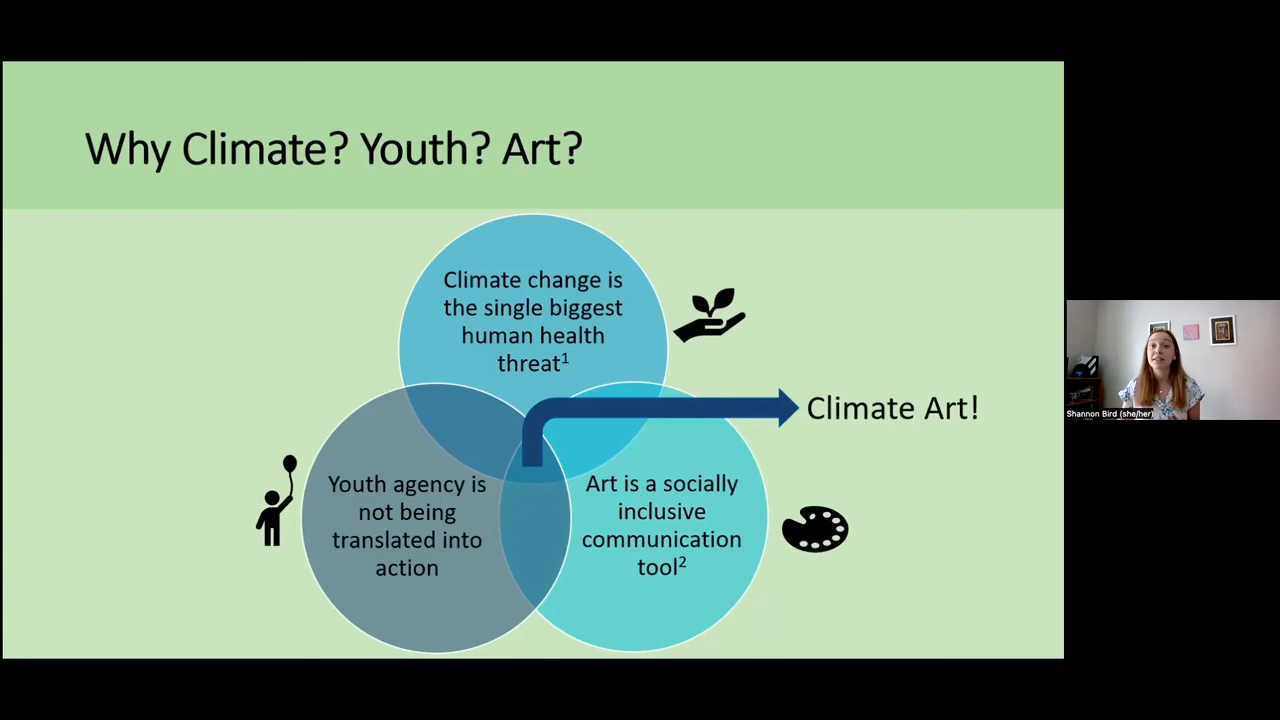 Why Climate? Youth? Art?
Climate change is
the single biggest
human health
threat¹
Climate Art!
Youth agency is
not being
translated into
action
Art is a socially
inclusive
communication
tool²
Shannon Bird (she/her)